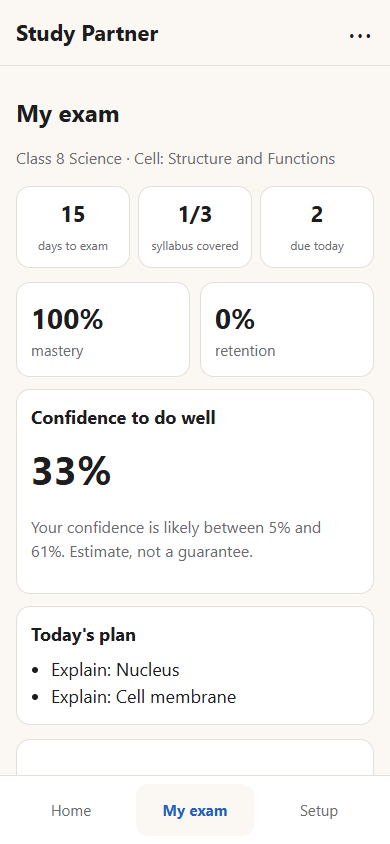 Study Partner
...
My exam
Class 8 Science · Cell: Structure and Functions
15
days to exam
1/3
syllabus covered
2
due today
100%
mastery
0%
retention
Confidence to do well
33%
Your confidence is likely between 5% and
61%. Estimate, not a guarantee.
Today's plan
• Explain: Nucleus
• Explain: Cell membrane
Home
My exam
Setup